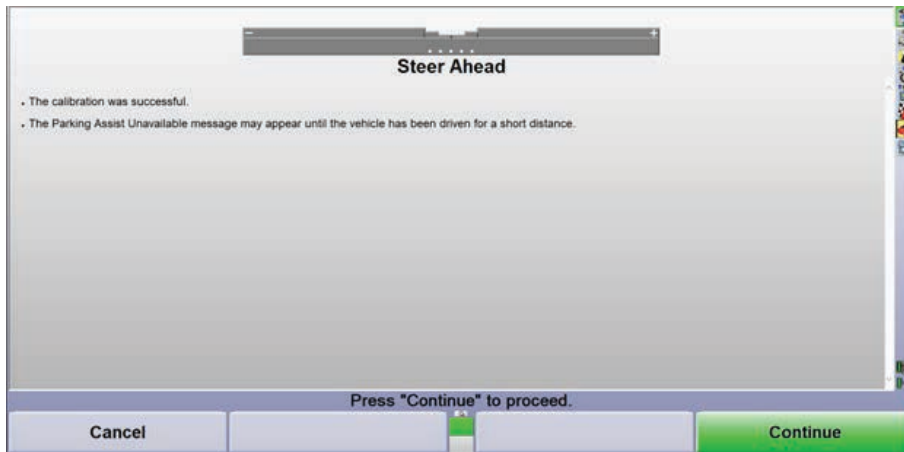 - +
Steer Ahead
• The calibration was successful.
• The Parking Assist Unavailable message may appear until the vehicle has been driven for a short distance.
Press "Continue" to proceed.
Cancel
Continue